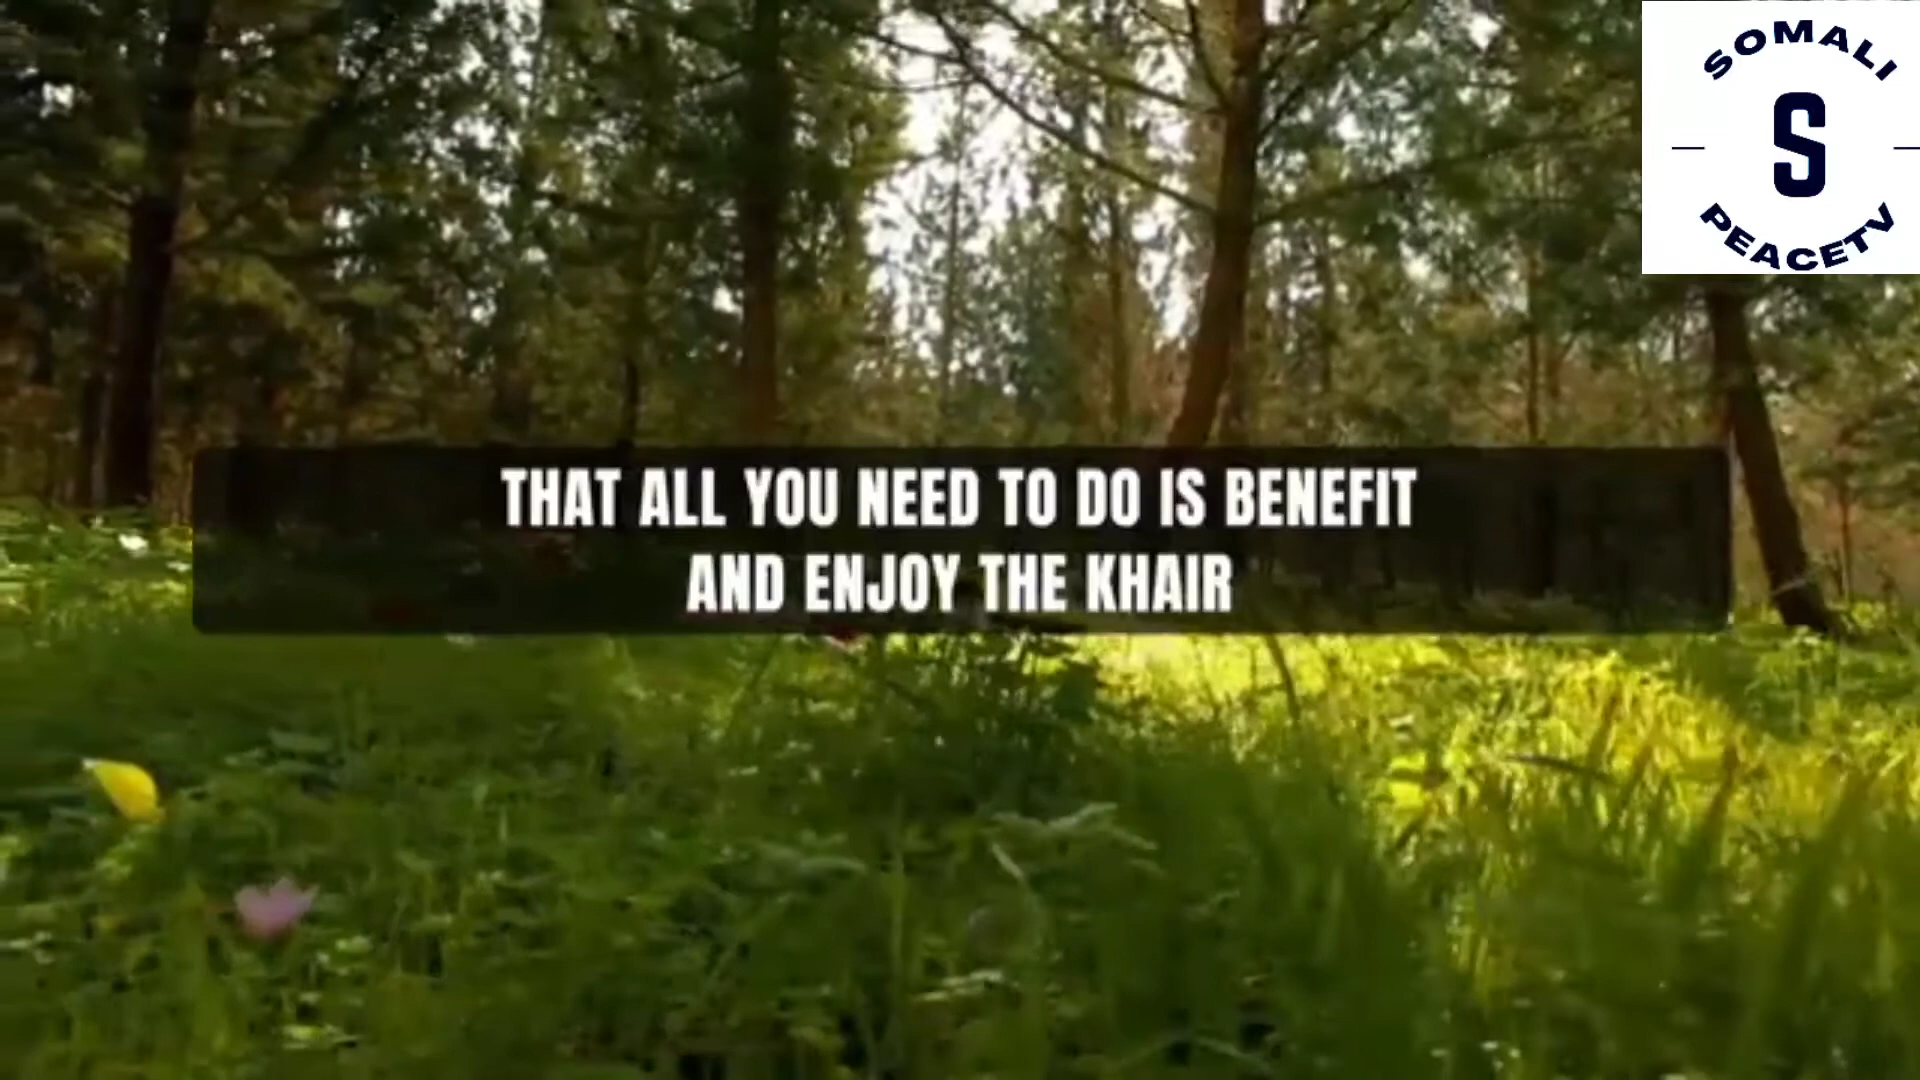 SOMALI
S
PEACETV
THAT ALL YOU NEED TO DO IS BENEFIT
AND ENJOY THE KHAIR